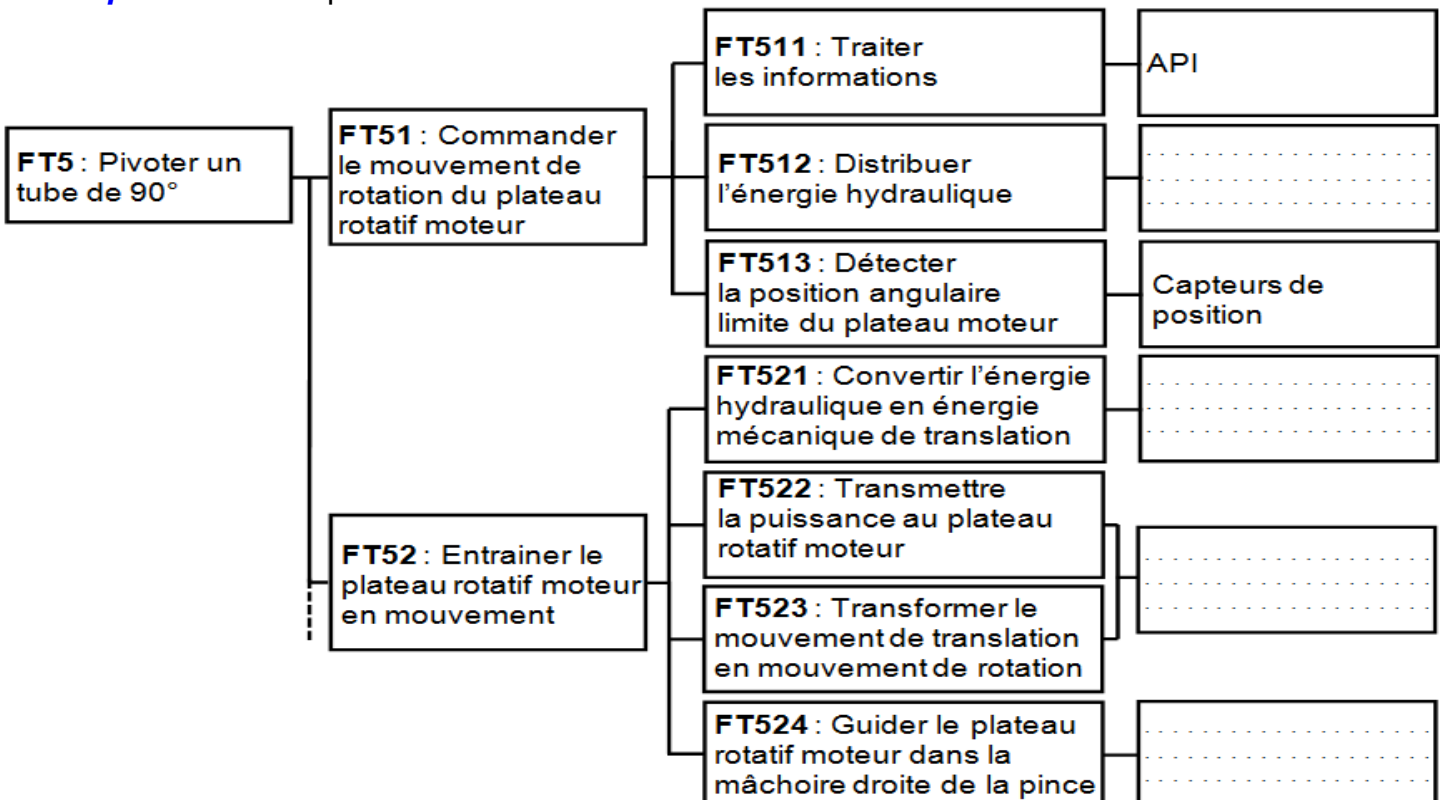 FT5 : Pivoter un
tube de 90°
FT51 : Commander
le mouvement de
rotation du plateau
rotatif moteur
FT511 : Traiter
les informations
API
FT512 : Distribuer
l’énergie hydraulique
FT513 : Détecter
la position angulaire
limite du plateau moteur
Capteurs de
position
FT52 : Entrainer le
plateau rotatif moteur
en mouvement
FT521 : Convertir l’énergie
hydraulique en énergie
mécanique de translation
FT522 : Transmettre
la puissance au plateau
rotatif moteur
FT523 : Transformer le
mouvement de translation
en mouvement de rotation
FT524 : Guider le plateau
rotatif moteur dans la
mâchoire droite de la pince